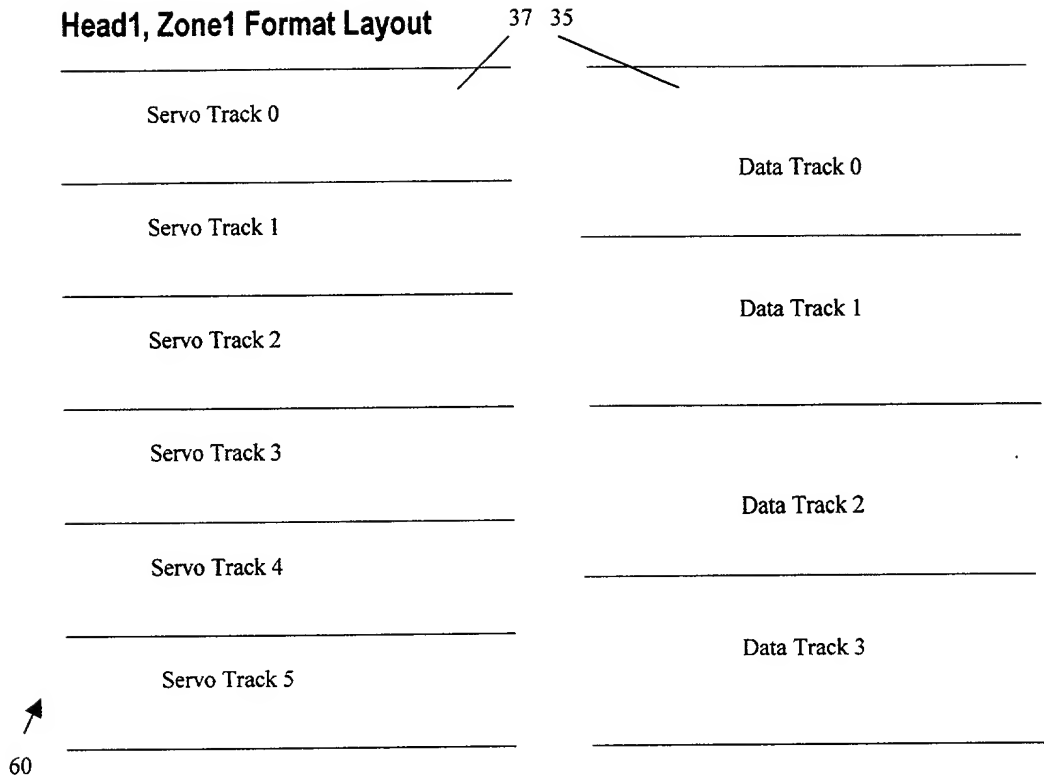 Head1, Zone1 Format Layout
37 35
Servo Track 0
Data Track 0
Servo Track 1
Data Track 1
Servo Track 2
Servo Track 3
Data Track 2
Servo Track 4
Data Track 3
Servo Track 5
60